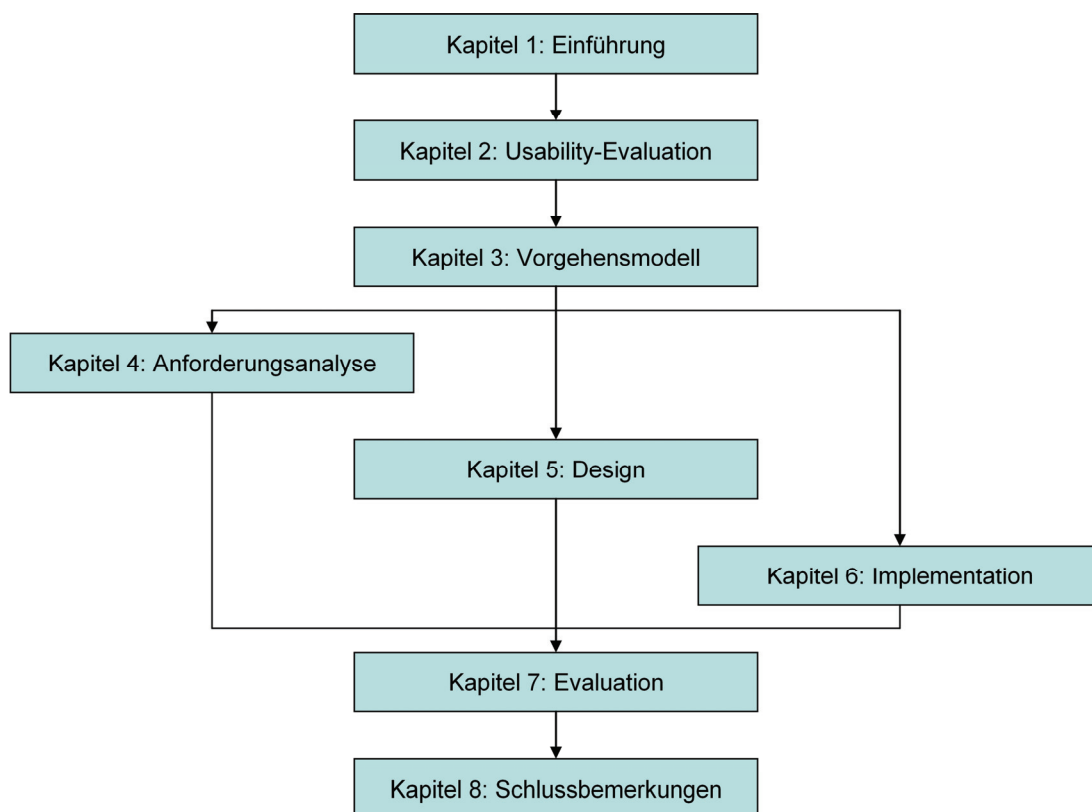 Kapitel 1: Einführung
Kapitel 2: Usability-Evaluation
Kapitel 3: Vorgehensmodell
Kapitel 4: Anforderungsanalyse
Kapitel 5: Design
Kapitel 6: Implementation
Kapitel 7: Evaluation
Kapitel 8: Schlussbemerkungen